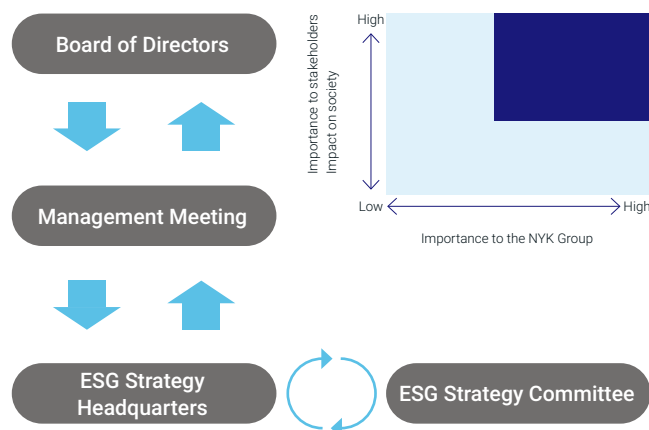 Board of Directors
Management Meeting
ESG Strategy
Headquarters
ESG Strategy Committee
High
Importance to stakeholders
Impact on society
Low
High
Importance to the NYK Group